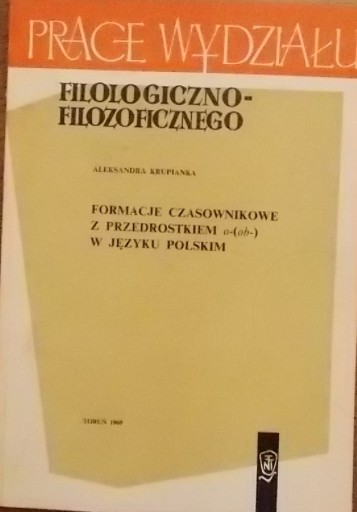 PRACE WYDZIAŁU
FILOLOGICZNO-
FILOZOFICZNEGO
ALEKSANDRA KRUPIANKA
FORMACJE CZASOWNIKOWE
Z PRZEDROSTKIEM o-(ob-)
W JĘZYKU POLSKIM
TORUŃ 1969